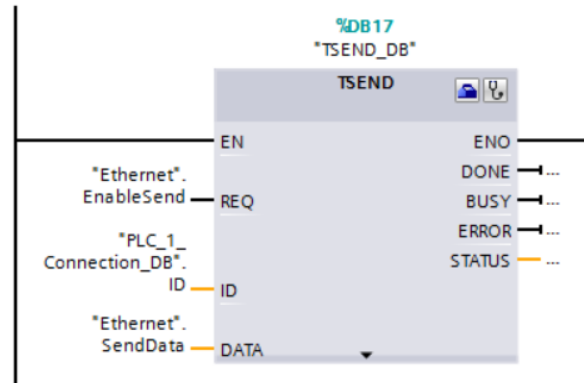 %DB17
"TSEND_DB"
TSEND
EN
ENO
"Ethernet".
EnableSend
REQ
DONE
...
BUSY
...
ERROR
...
STATUS
...
"PLC_1_
Connection_DB".
ID
ID
"Ethernet".
SendData
DATA